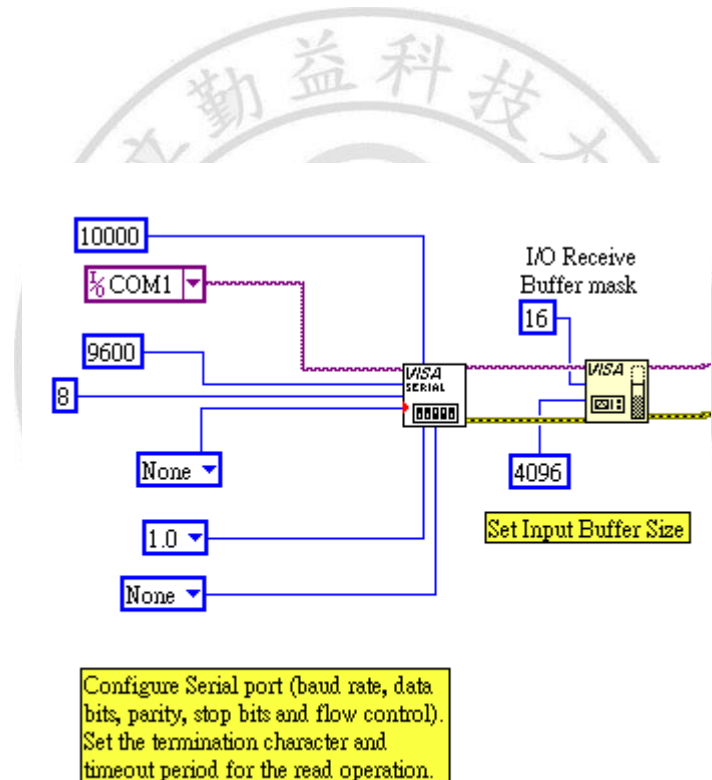 勤益科技大
10000
I/O COM1
I/O Receive
Buffer mask
16
9600
VISA
SERIAL
VISA
8
None
4096
1.0
Set Input Buffer Size
None
Configure Serial port (baud rate, data
bits, parity, stop bits and flow control).
Set the termination character and
timeout period for the read operation.